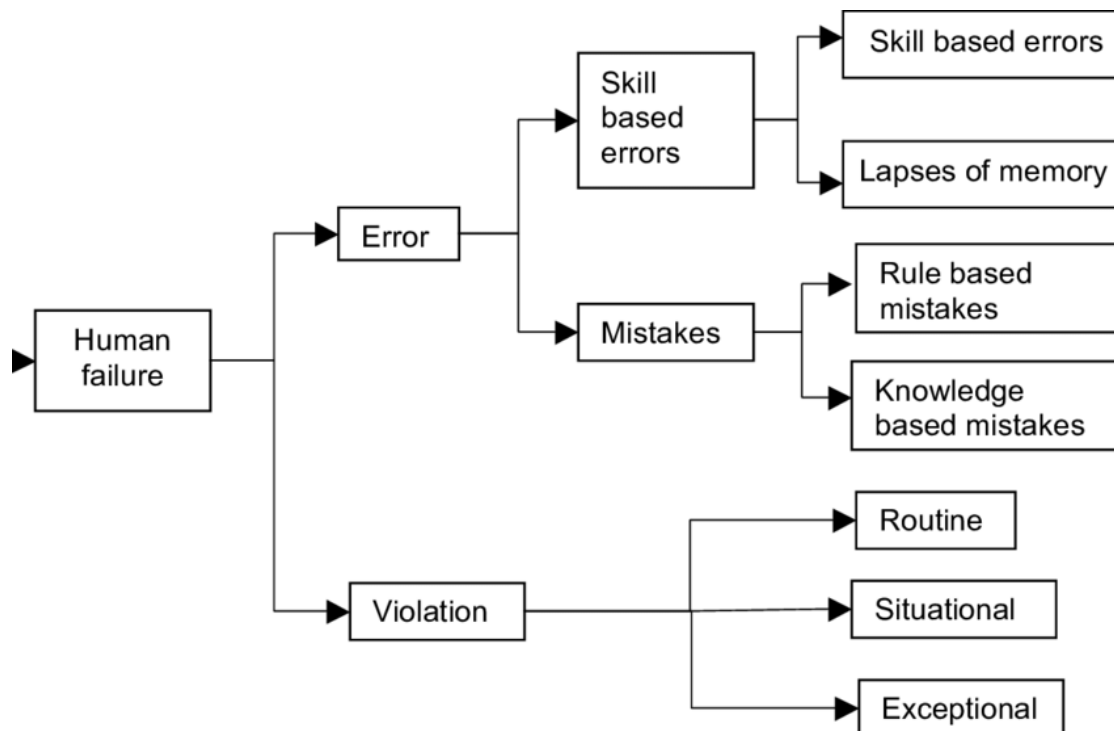 Skill based errors
Skill
based
errors
Lapses of memory
Error
Rule based
mistakes
Mistakes
Human
failure
Knowledge
based mistakes
Routine
Violation
Situational
Exceptional